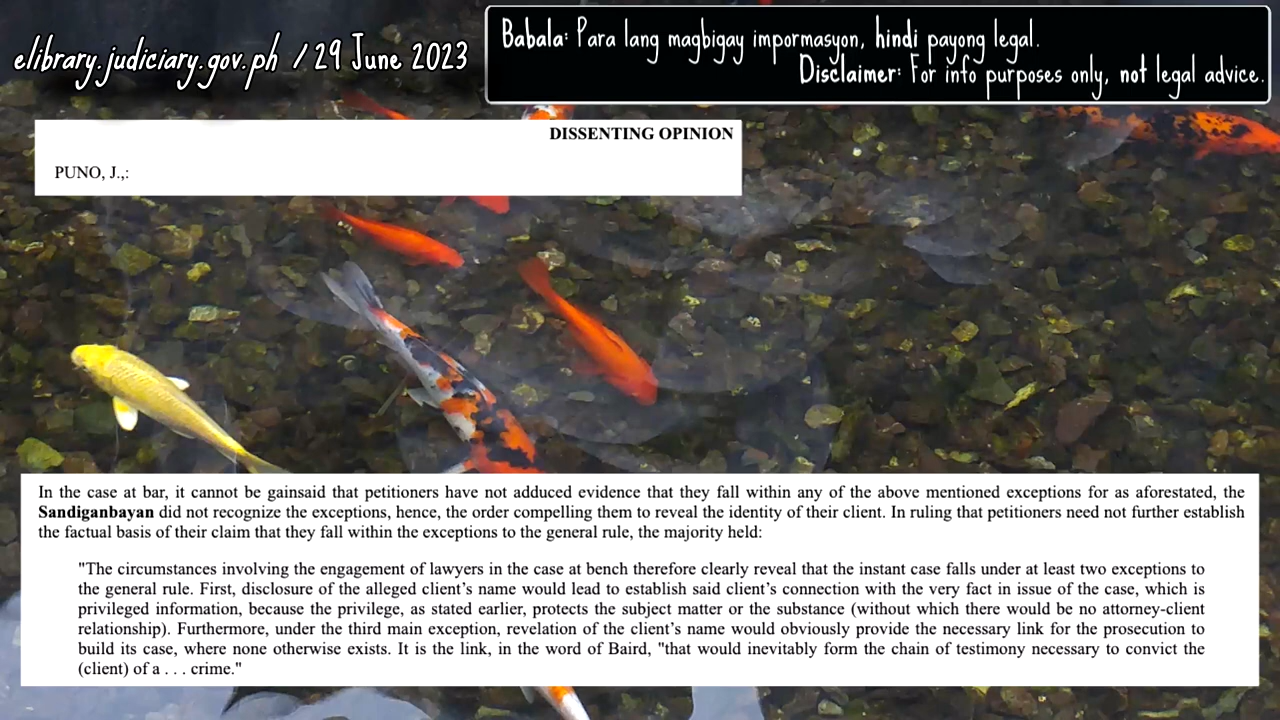 elibrary.judiciary.gov.ph / 29 June 2023
Babala: Para lang magbigay impormasyon, hindi payong legal.
Disclaimer: For info purposes only, not legal advice.
DISSENTING OPINION
PUNO, J.,:
In the case at bar, it cannot be gainsaid that petitioners have not adduced evidence that they fall within any of the above mentioned exceptions for as aforestated, the
Sandiganbayan did not recognize the exceptions, hence, the order compelling them to reveal the identity of their client. In ruling that petitioners need not further establish
the factual basis of their claim that they fall within the exceptions to the general rule, the majority held:
"The circumstances involving the engagement of lawyers in the case at bench therefore clearly reveal that the instant case falls under at least two exceptions to
the general rule. First, disclosure of the alleged client's name would lead to establish said client's connection with the very fact in issue of the case, which is
privileged information, because the privilege, as stated earlier, protects the subject matter or the substance (without which there would be no attorney-client
relationship). Furthermore, under the third main exception, revelation of the client's name would obviously provide the necessary link for the prosecution to
build its case, where none otherwise exists. It is the link, in the word of Baird, "that would inevitably form the chain of testimony necessary to convict the
(client) of a . . . crime."